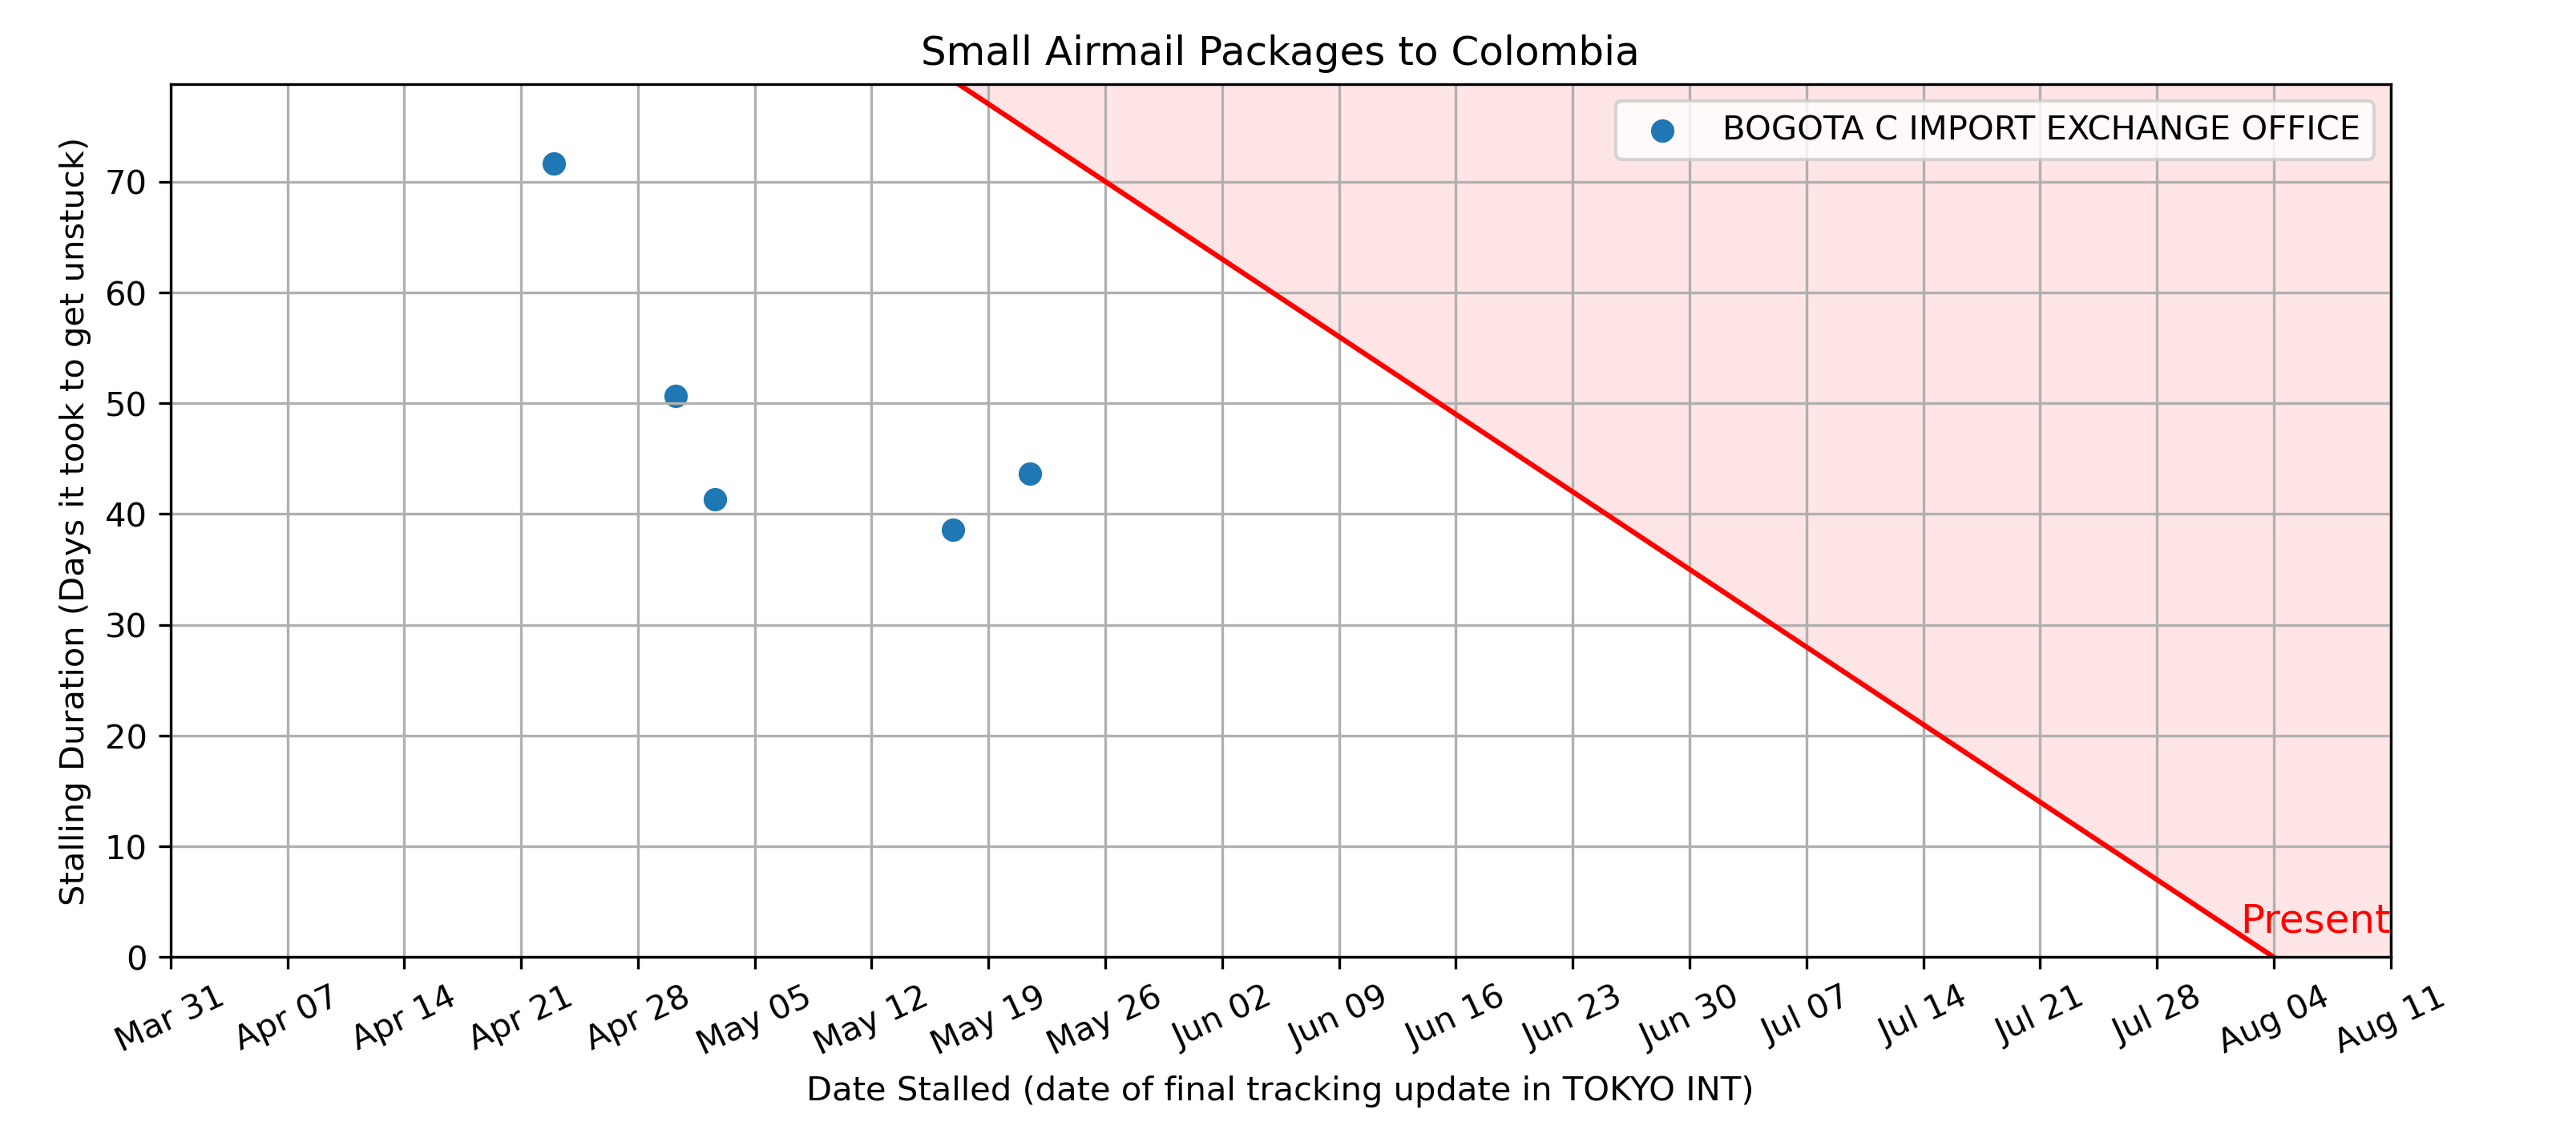 Small Airmail Packages to Colombia
BOGOTA C IMPORT EXCHANGE OFFICE
Stalling Duration (Days it took to get unstuck)
70
60
50
40
30
20
10
0
Present
Mar 31 Apr 07 Apr 14 Apr 21 Apr 28 May 05 May 12 May 19 May 26 Jun 02 Jun 09 Jun 16 Jun 23 Jun 30 Jul 07 Jul 14 Jul 21 Jul 28 Aug 04 Aug 11
Date Stalled (date of final tracking update in TOKYO INT)